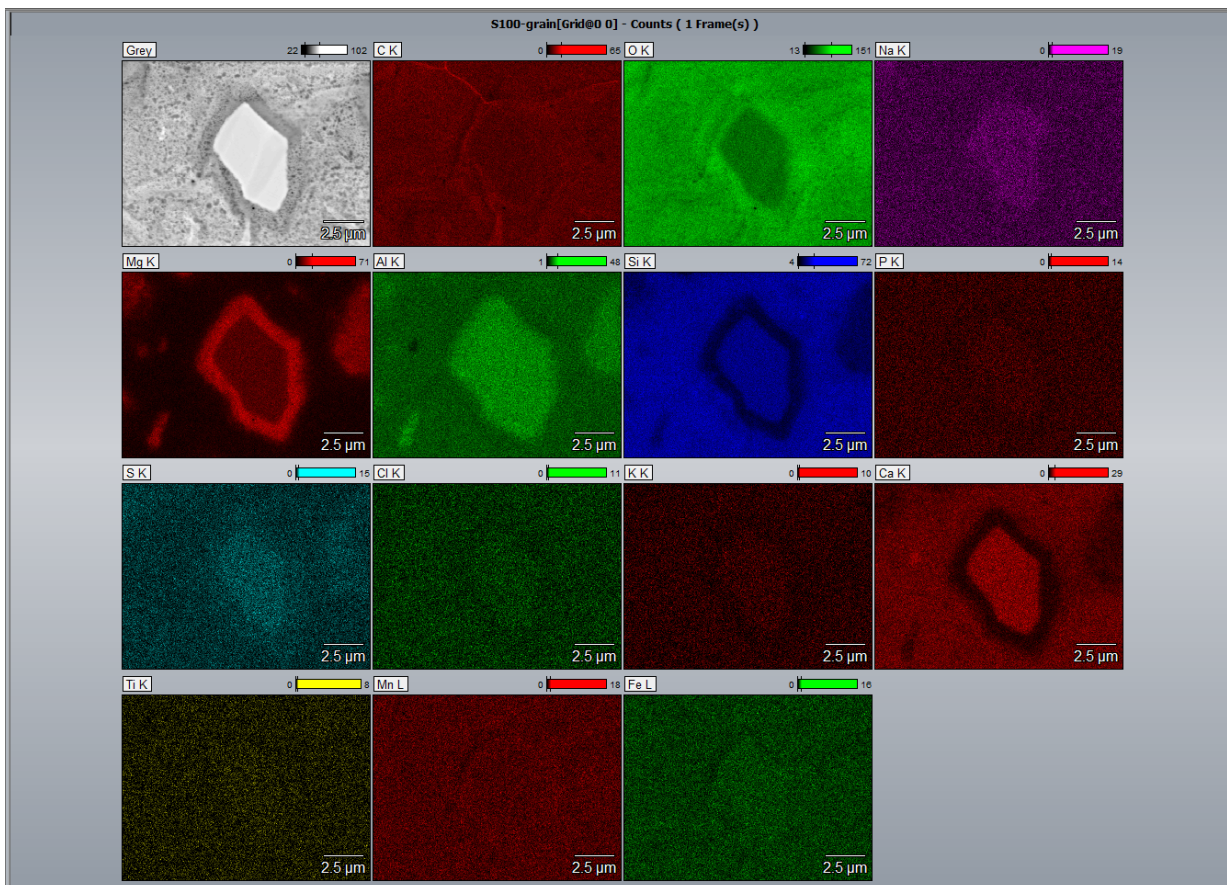 S100-grain[Grid@0 0] - Counts ( 1 Frame(s) )
Grey 22 102 C K 0 65 O K 13 151 Na K 0 19
2.5 µm 2.5 µm 2.5 µm 2.5 µm
Mg K 0 71 Al K 1 48 Si K 4 72 P K 0 14
2.5 µm 2.5 µm 2.5 µm 2.5 µm
S K 0 15 Cl K 0 11 K K 0 10 Ca K 0 29
2.5 µm 2.5 µm 2.5 µm 2.5 µm
Ti K 0 8 Mn L 0 18 Fe L 0 16
2.5 µm 2.5 µm 2.5 µm